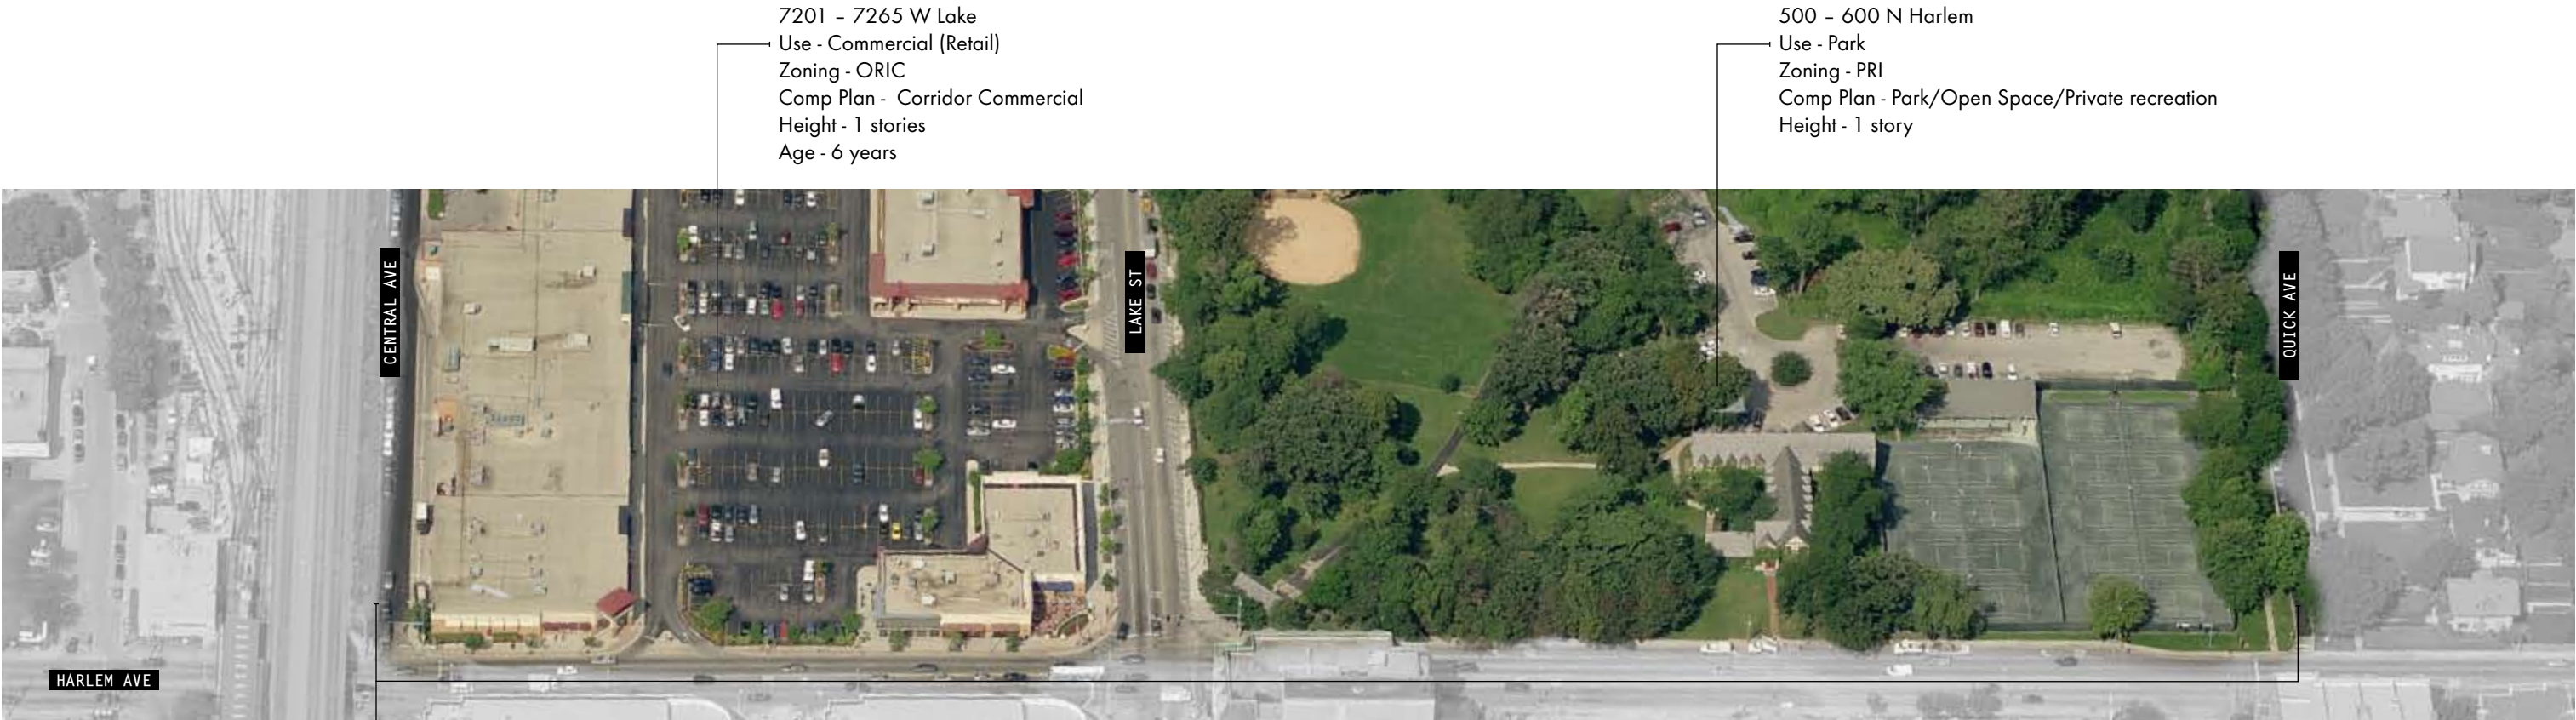 7201 – 7265 W Lake
Use - Commercial (Retail)
Zoning - ORIC
Comp Plan -  Corridor Commercial
Height - 1 stories
Age - 6 years
500 – 600 N Harlem
Use - Park
Zoning - PRI
Comp Plan - Park/Open Space/Private recreation
Height - 1 story
CENTRAL AVE
LAKE ST
QUICK AVE
HARLEM AVE